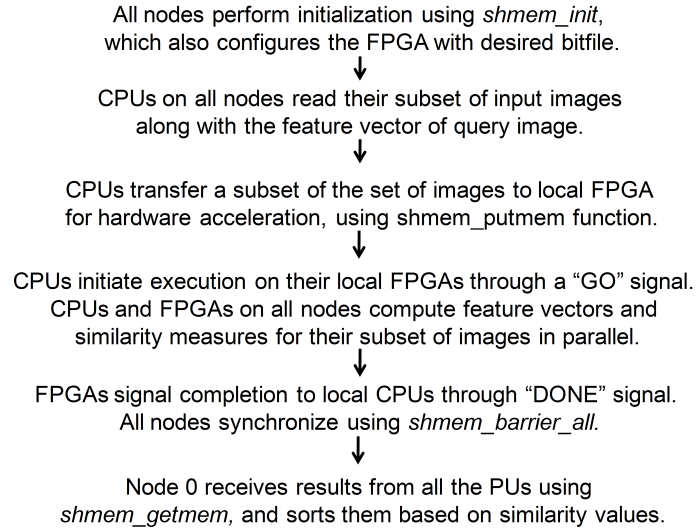 All nodes perform initialization using shmem_init,
which also configures the FPGA with desired bitfile.
CPUs on all nodes read their subset of input images
along with the feature vector of query image.
CPUs transfer a subset of the set of images to local FPGA
for hardware acceleration, using shmem_putmem function.
CPUs initiate execution on their local FPGAs through a “GO” signal.
CPUs and FPGAs on all nodes compute feature vectors and
similarity measures for their subset of images in parallel.
FPGAs signal completion to local CPUs through “DONE” signal.
All nodes synchronize using shmem_barrier_all.
Node 0 receives results from all the PUs using
shmem_getmem, and sorts them based on similarity values.